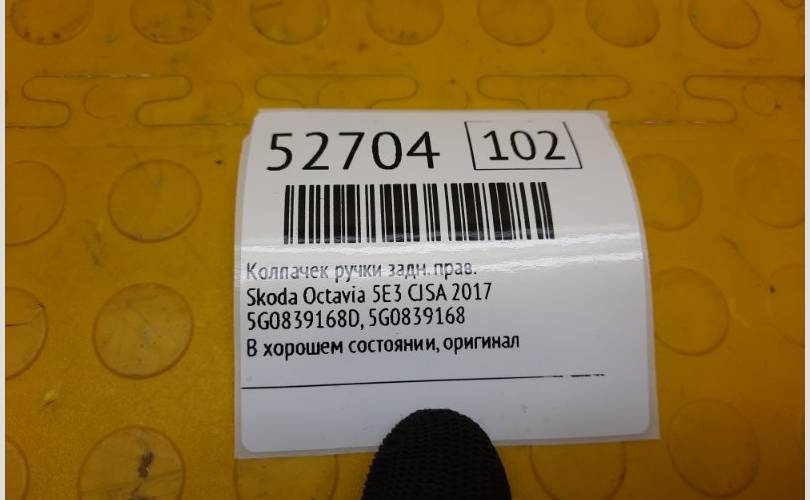 52704 102
Колпачек ручки задн. прав.
Skoda Octavia 5E3 CJSA 2017
5G0839168D, 5G0839168
В хорошем состоянии, оригинал